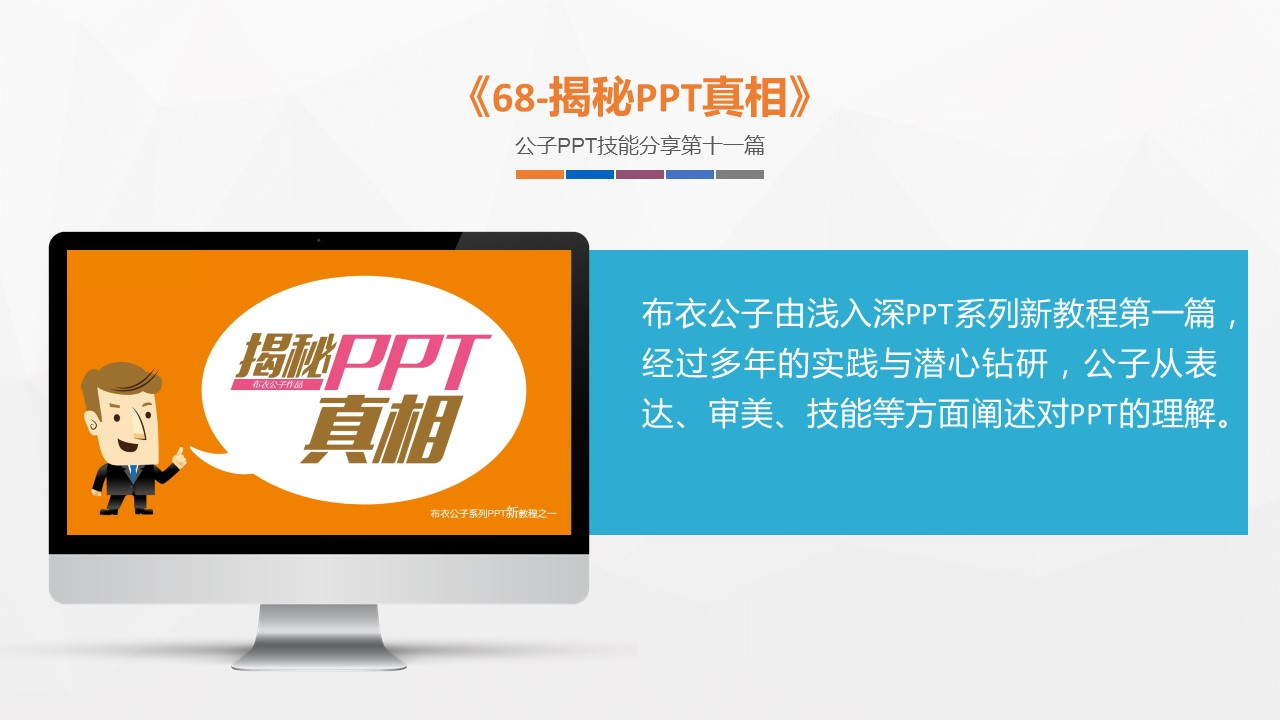 《68-揭秘PPT真相》
公子PPT技能分享第十一篇
揭秘PPT
布衣公子作品
真相
布衣公子系列PPT新教程之一
布衣公子由浅入深PPT系列新教程第一篇，
经过多年的实践与潜心钻研，公子从表
达、审美、技能等方面阐述对PPT的理解。